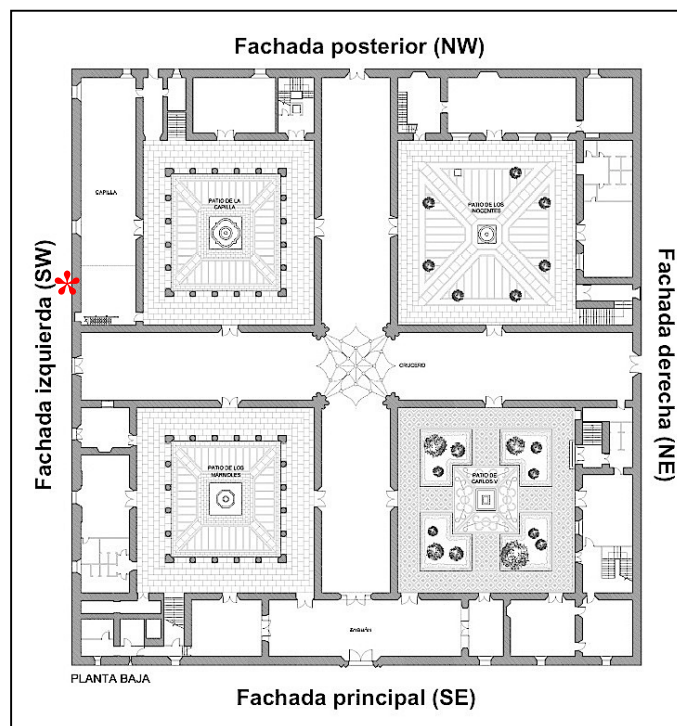 Fachada posterior (NW)
CAPILLA
PATIO DE LA
CAPILLA
PATIO DE LOS
INOCENTES
Fachada izquierda (SW)
Fachada derecha (NE)
CRUCERO
PATIO DE LOS
MÁRMOLES
PATIO DE
CARLOS V
ZAGUÁN
PLANTA BAJA
Fachada principal (SE)